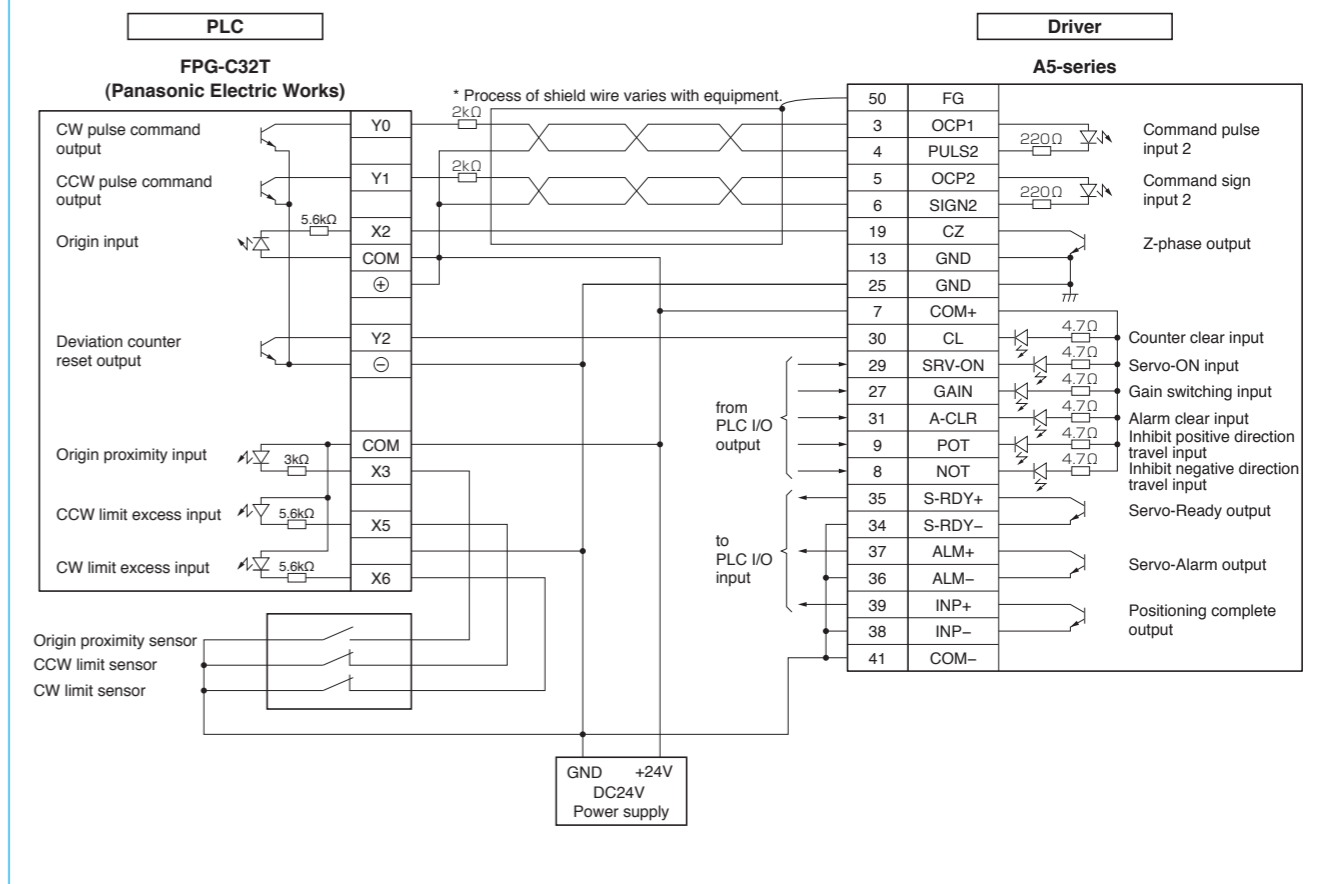 PLC
Driver
FPG-C32T
(Panasonic Electric Works)
A5-series
* Process of shield wire varies with equipment.
CW pulse command
output
Y0
2kΩ
CCW pulse command
output
Y1
2kΩ
Origin input
5.6kΩ
X2
COM
⊕
Deviation counter
reset output
Y2
⊖
COM
Origin proximity input
3kΩ
X3
CCW limit excess input
5.6kΩ
X5
CW limit excess input
5.6kΩ
X6
Origin proximity sensor
CCW limit sensor
CW limit sensor
50 FG
3 OCP1
4 PULS2
220Ω
Command pulse
input 2
5 OCP2
6 SIGN2
220Ω
Command sign
input 2
19 CZ
Z-phase output
13 GND
25 GND
7 COM+
30 CL 4.7Ω Counter clear input
29 SRV-ON 4.7Ω Servo-ON input
27 GAIN 4.7Ω Gain switching input
31 A-CLR 4.7Ω Alarm clear input
9 POT 4.7Ω Inhibit positive direction
travel input
8 NOT 4.7Ω Inhibit negative direction
travel input
from
PLC I/O
output
35 S-RDY+
34 S-RDY–
Servo-Ready output
37 ALM+
36 ALM–
Servo-Alarm output
39 INP+
38 INP–
Positioning complete
output
41 COM–
to
PLC I/O
input
GND +24V
DC24V
Power supply